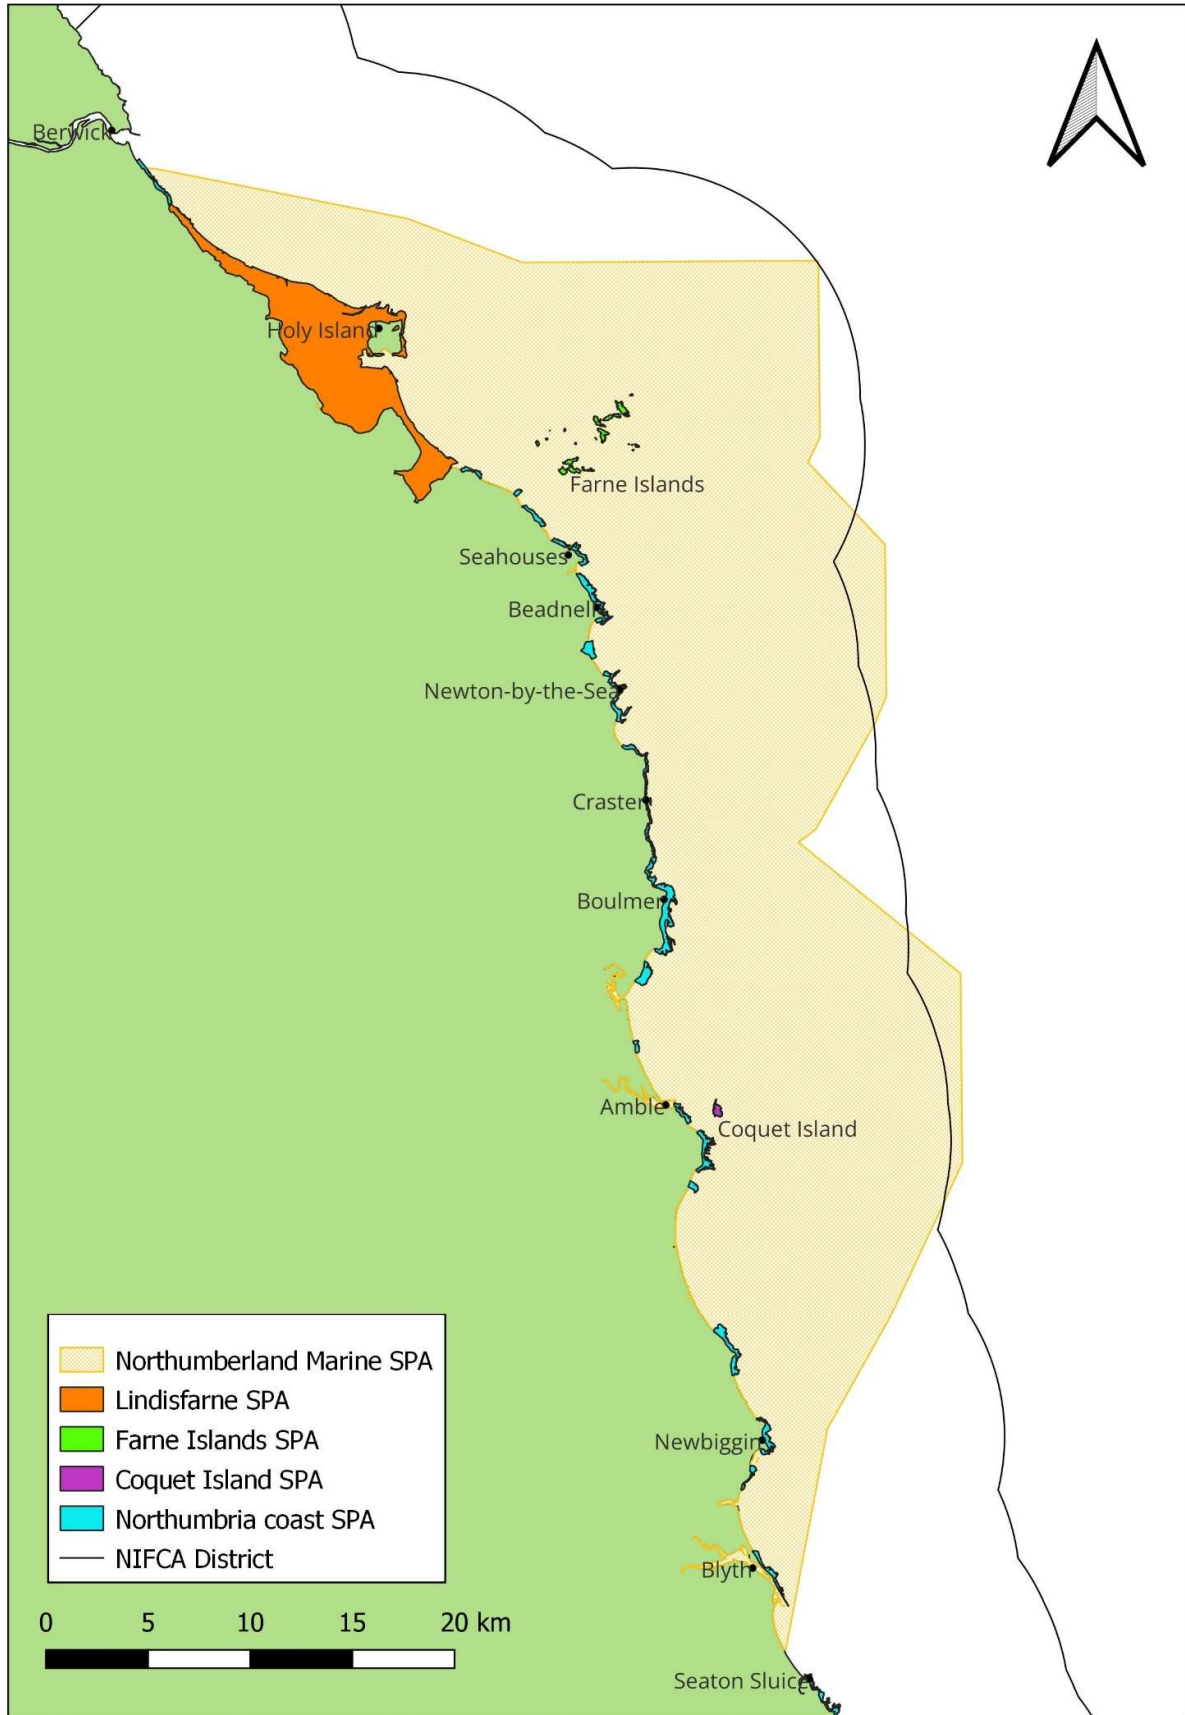 Berwick
Holy Island
Farne Islands
Seahouses
Beadnell
Newton-by-the-Sea
Craster
Boulmer
Amble
Coquet Island
Newbiggin
Blyth
Seaton Sluice
Northumberland Marine SPA
Lindisfarne SPA
Farne Islands SPA
Coquet Island SPA
Northumbria coast SPA
NIFCA District
0 5 10 15 20 km